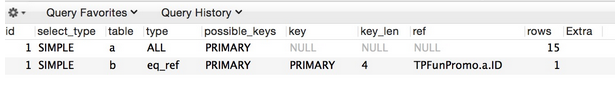 Query Favorites Query History
id select_type table type possible_keys key key_len ref rows Extra
1 SIMPLE a ALL PRIMARY NULL NULL NULL 15
1 SIMPLE b eq_ref PRIMARY PRIMARY 4 TPFunPromo.a.ID 1